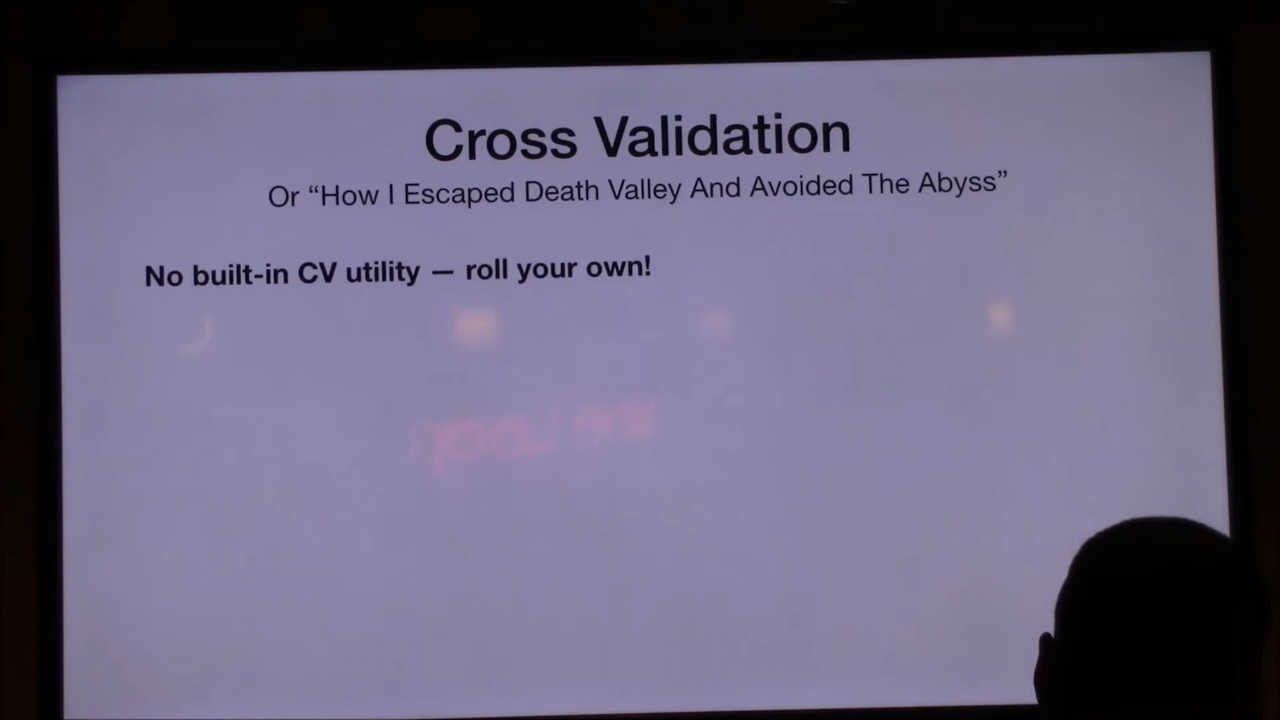 Cross Validation
Or “How I Escaped Death Valley And Avoided The Abyss”
No built-in CV utility — roll your own!